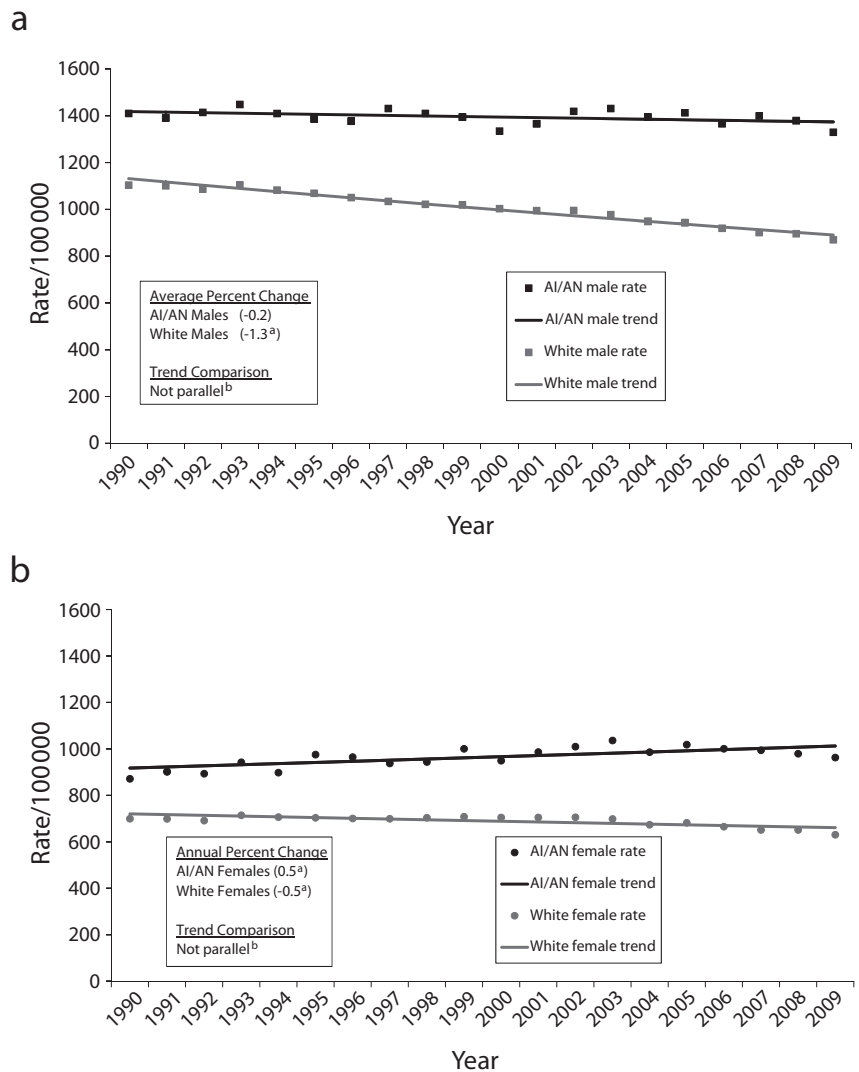 a
Rate/100 000
1600
1400
1200
1000
800
600
400
200
0
Average Percent Change
AI/AN Males (-0.2)
White Males (-1.3ᵃ)
Trend Comparison
Not parallelᵇ
AI/AN male rate
AI/AN male trend
White male rate
White male trend
1990 1991 1992 1993 1994 1995 1996 1997 1998 1999 2000 2001 2002 2003 2004 2005 2006 2007 2008 2009
Year
b
Rate/100 000
1600
1400
1200
1000
800
600
400
200
0
Annual Percent Change
AI/AN Females (0.5ᵃ)
White Females (-0.5ᵃ)
Trend Comparison
Not parallelᵇ
AI/AN female rate
AI/AN female trend
White female rate
White female trend
1990 1991 1992 1993 1994 1995 1996 1997 1998 1999 2000 2001 2002 2003 2004 2005 2006 2007 2008 2009
Year